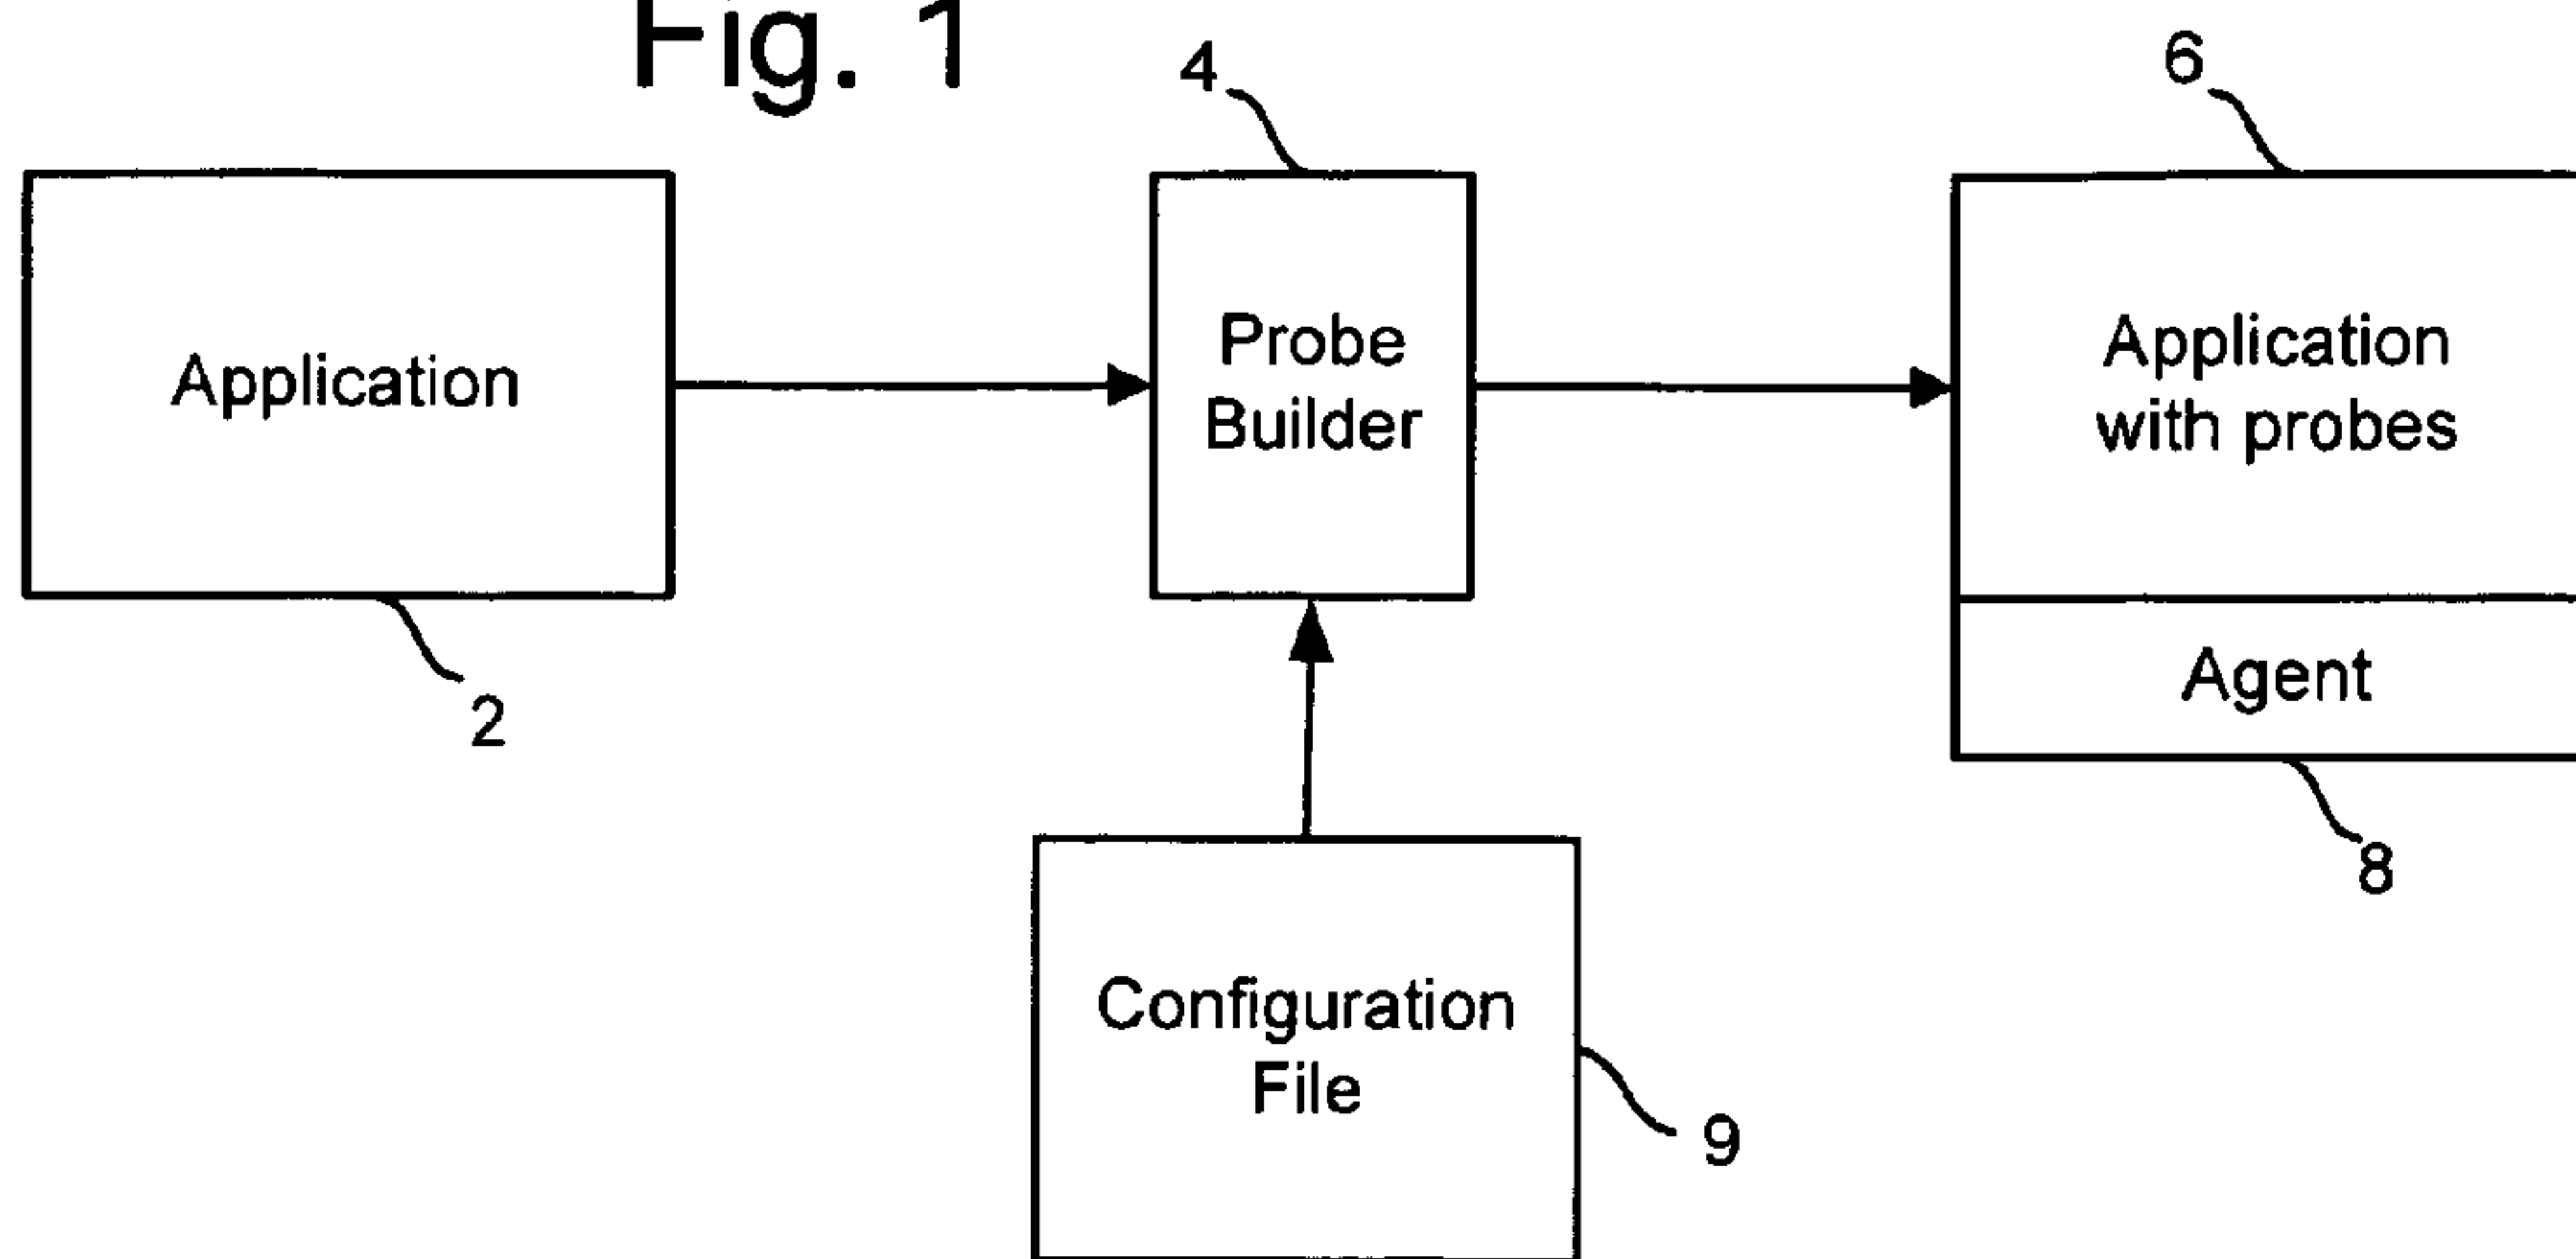 Fig. 1
4
6
Application
Probe
Builder
Application
with probes
Agent
2
8
Configuration
File
9